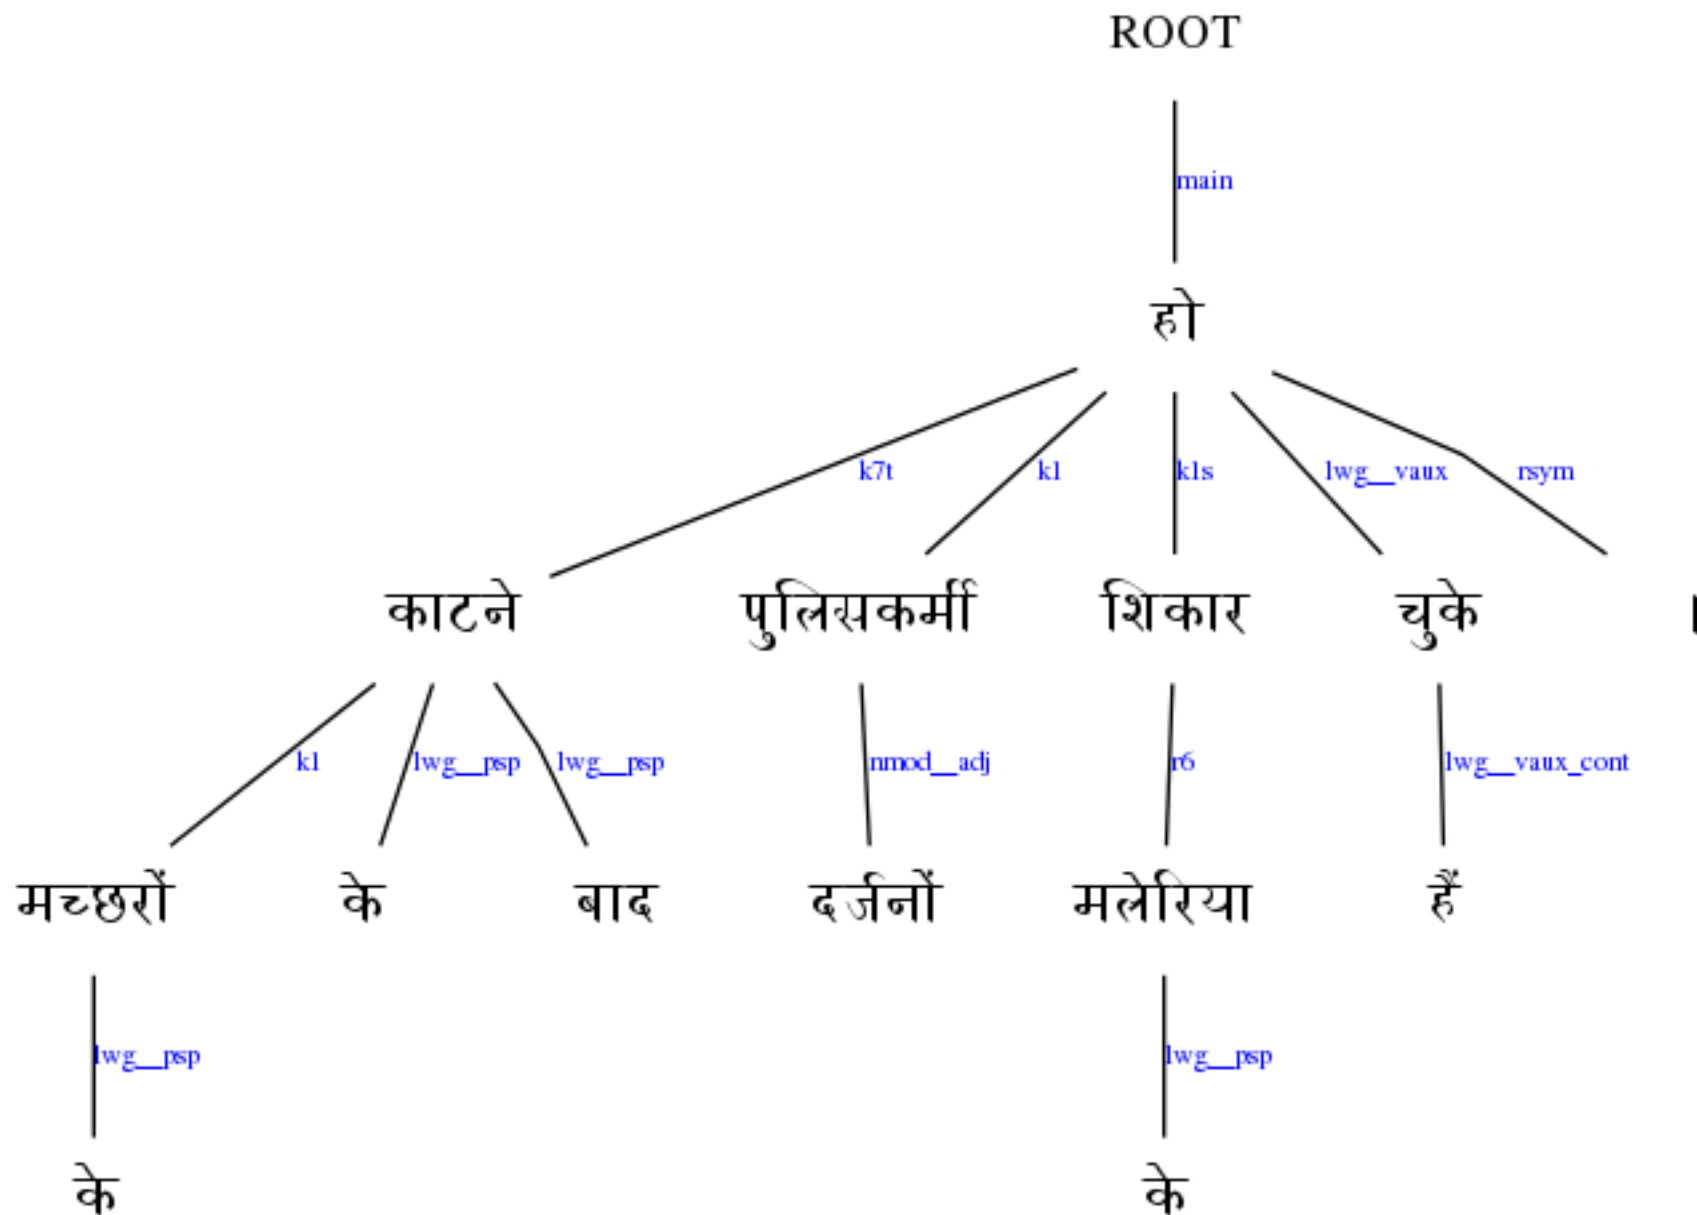 ROOT
main
हो
k7t k1 k1s lwg__vaux rsym
काटने पुलिसकर्मी शिकार चुके ।
k1 lwg__psp lwg__psp nmod__adj r6 lwg__vaux_cont
मच्छरों के बाद दर्जनों मलेरिया हैं
lwg__psp lwg__psp
के के